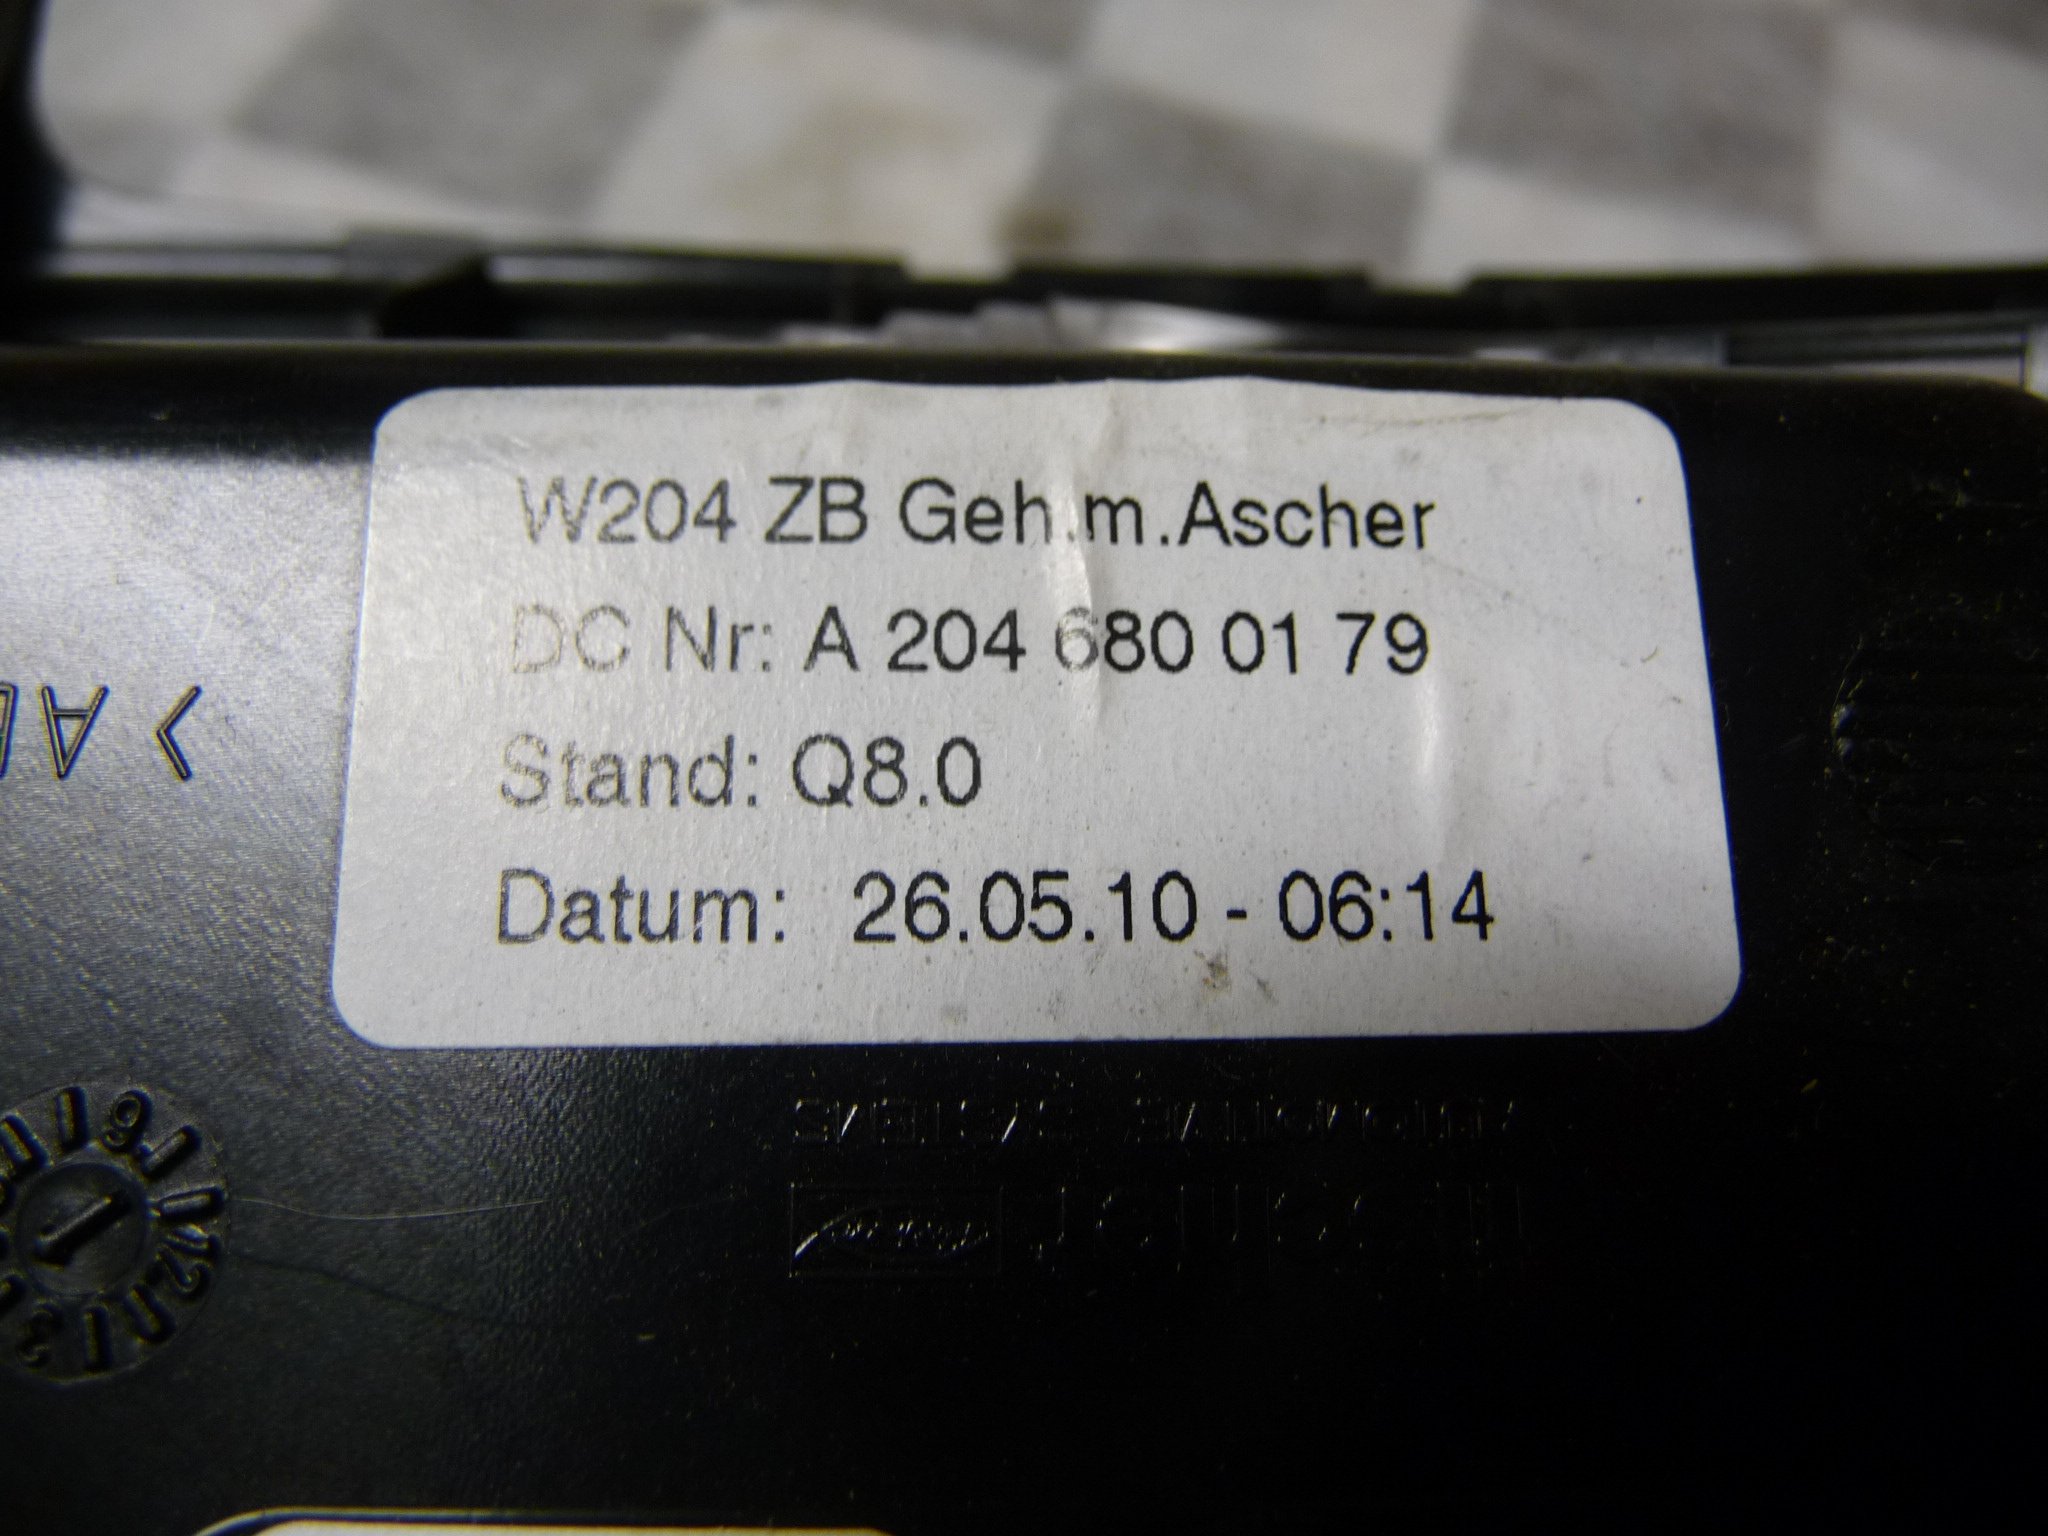 W204 ZB Geh.m.Ascher
DC Nr: A 204 680 01 79
Stand: Q8.0
Datum: 26.05.10 - 06:14